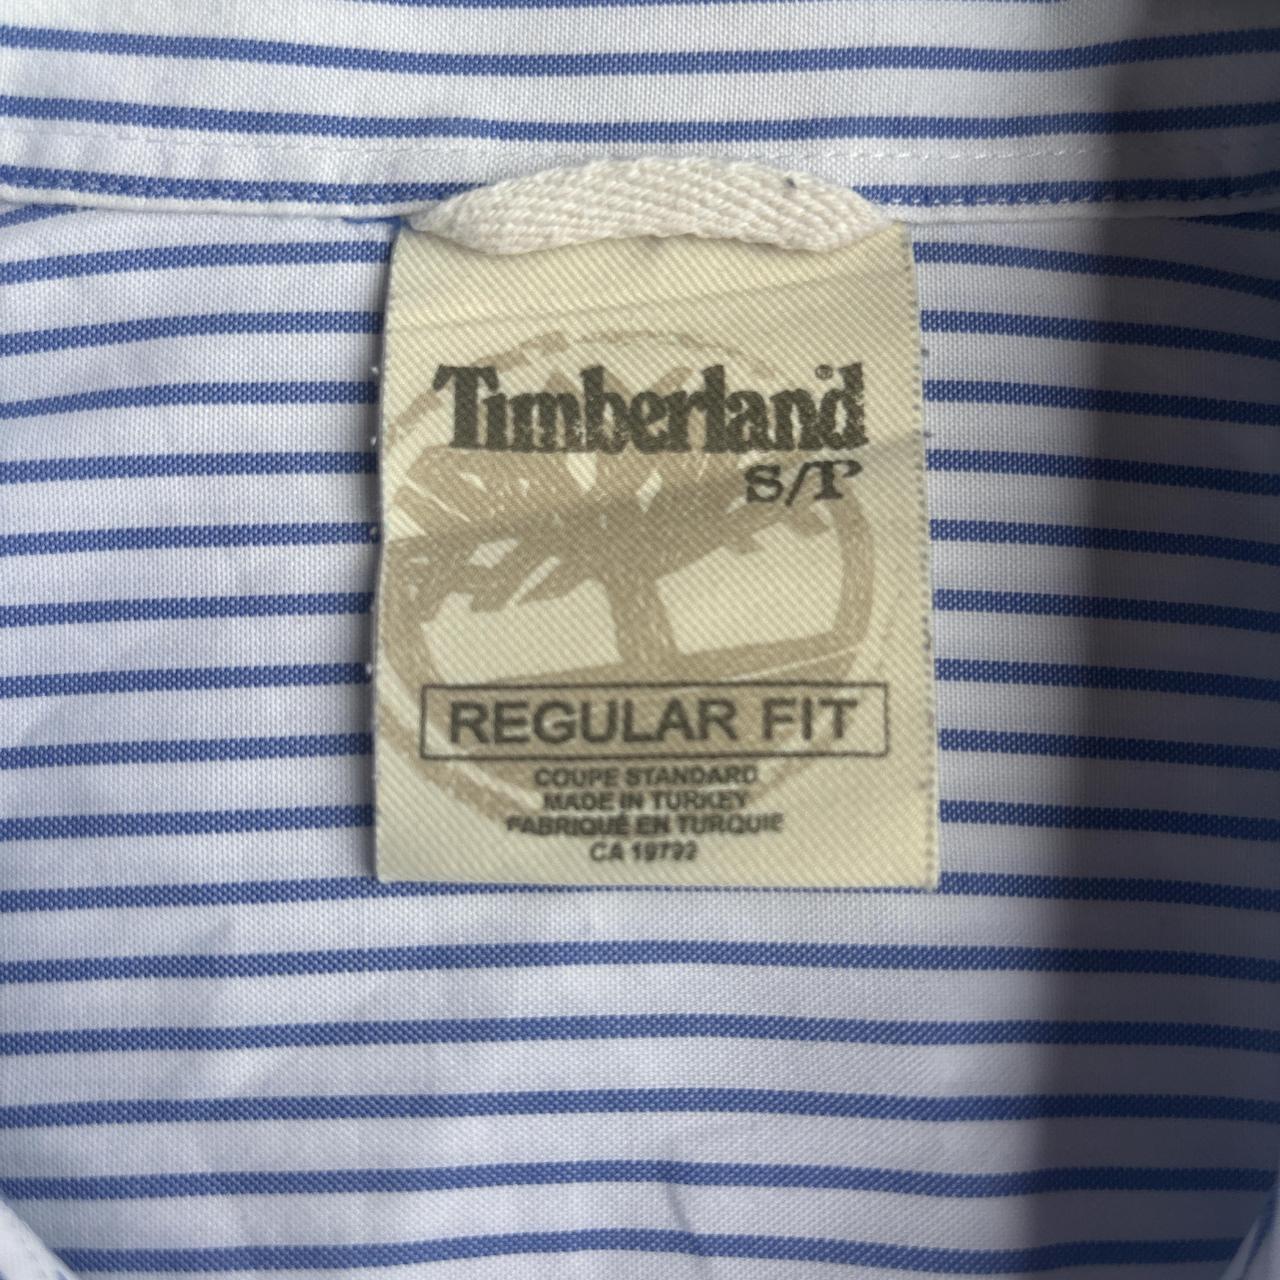 Timberland®
S/P
REGULAR FIT
COUPE STANDARD
MADE IN TURKEY
FABRIQUÉ EN TURQUIE
CA 19792